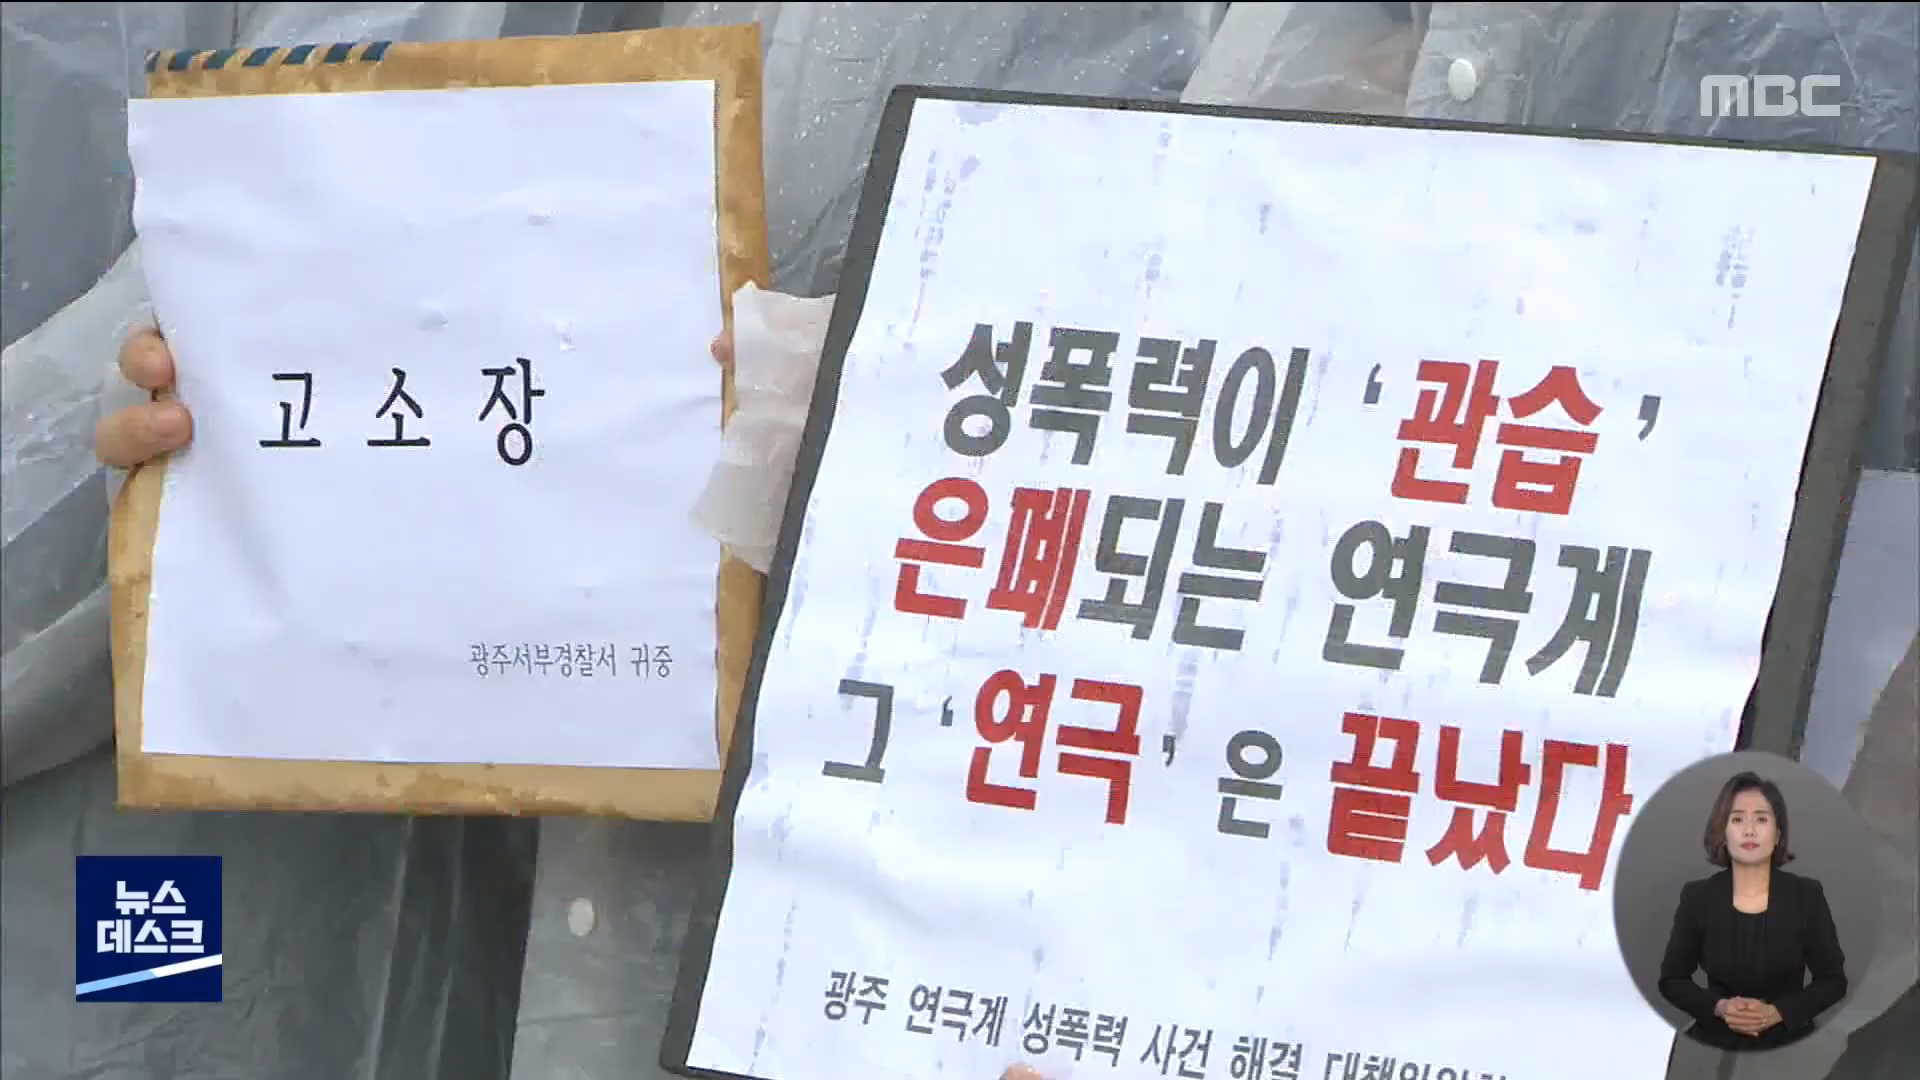 MBC
고 소 장
광주서부경찰서 귀중
성폭력이 ‘관습’
은폐되는 연극계
그 ‘연극’은 끝났다
광주 연극계 성폭력 사건 해결
뉴스
데스크